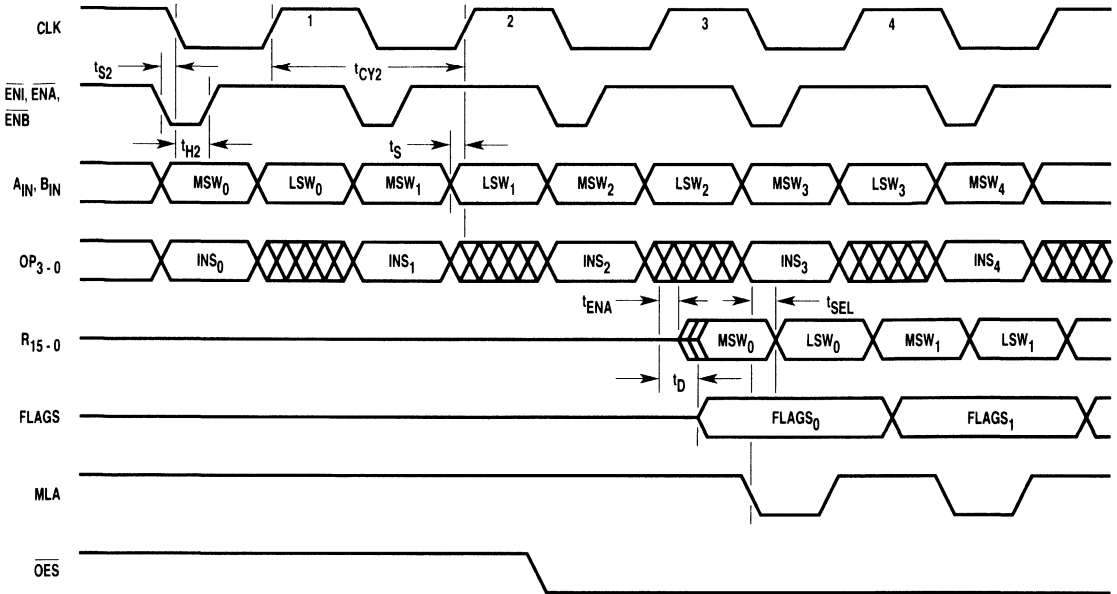 CLK 1 2 3 4
tS2 tCY2
ENI, ENA,
ENB
tH2 tS
AIN, BIN MSW0 LSW0 MSW1 LSW1 MSW2 LSW2 MSW3 LSW3 MSW4
OP3 - 0 INS0 INS1 INS2 INS3 INS4
tENA tSEL
R15 - 0 MSW0 LSW0 MSW1 LSW1
tD
FLAGS FLAGS0 FLAGS1
MLA
OES